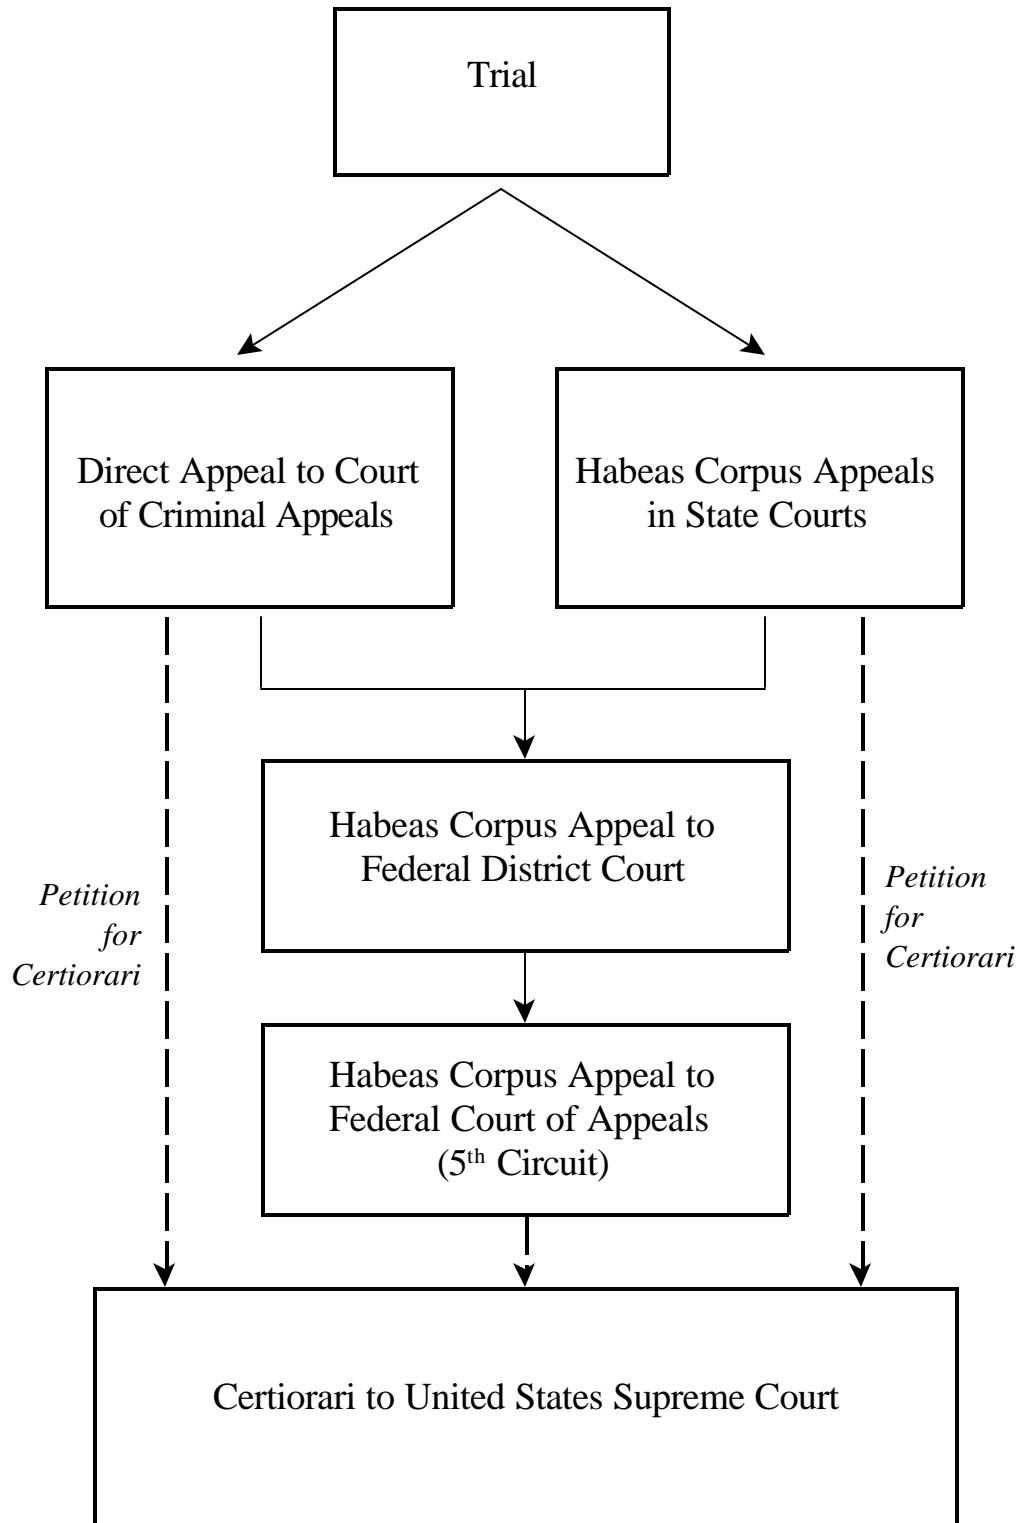 Trial
Direct Appeal to Court
of Criminal Appeals
Habeas Corpus Appeals
in State Courts
Habeas Corpus Appeal to
Federal District Court
Petition
for
Certiorari
Petition
for
Certiorari
Habeas Corpus Appeal to
Federal Court of Appeals
(5th Circuit)
Certiorari to United States Supreme Court